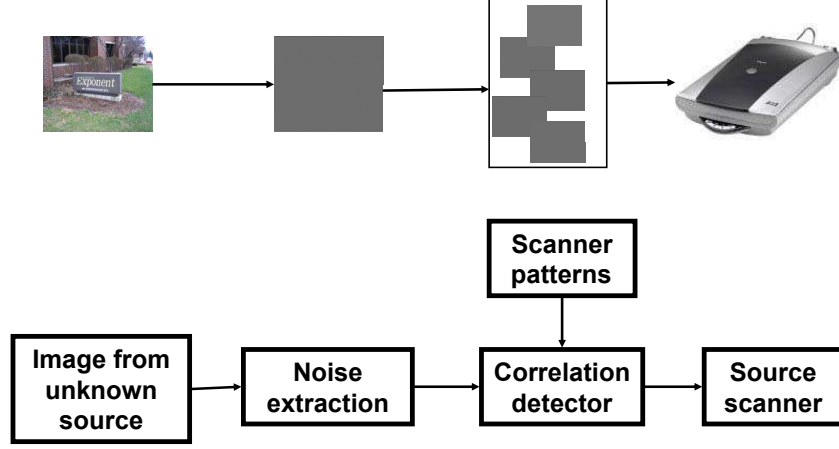 Exponent
Scanner
patterns
Image from
unknown
source
Noise
extraction
Correlation
detector
Source
scanner